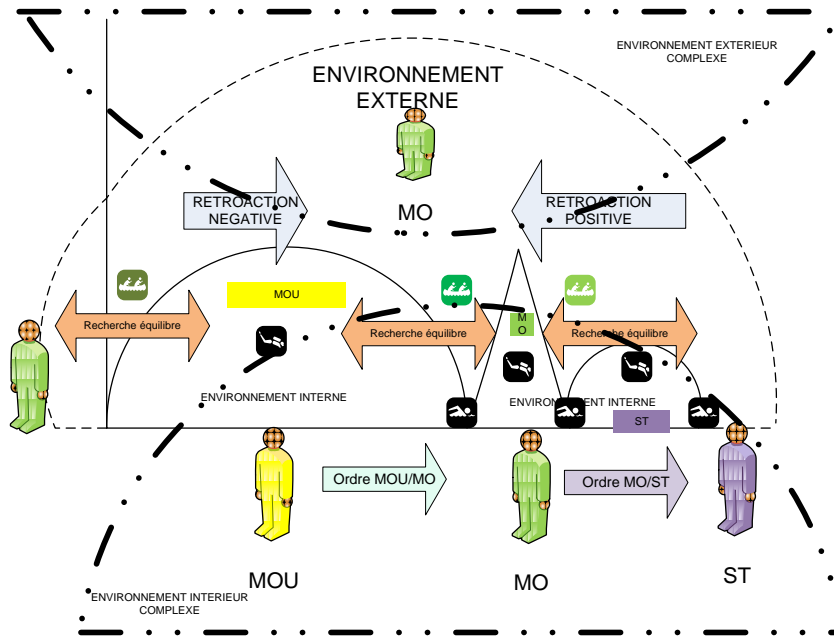 ENVIRONNEMENT EXTERIEUR
COMPLEXE
ENVIRONNEMENT
EXTERNE
MO
RETROACTION
NEGATIVE
RETROACTION
POSITIVE
MOU
M
O
Recherche équilibre
Recherche équilibre
Recherche équilibre
ENVIRONNEMENT INTERNE
ENVIRONNEMENT INTERNE
ST
Ordre MOU/MO
Ordre MO/ST
MOU
MO
ST
ENVIRONNEMENT INTERIEUR
COMPLEXE